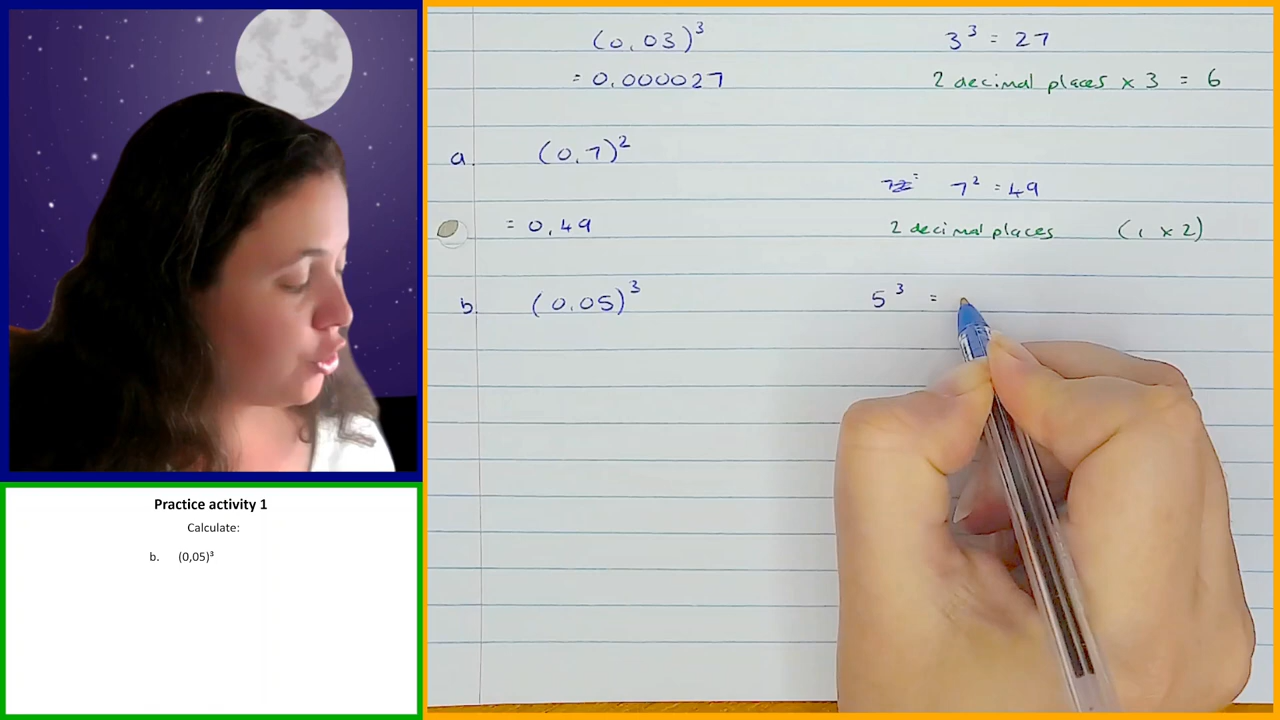 (0,03)³ 3³ = 27
= 0,000027 2 decimal places x 3 = 6
a. (0,7)²
7² = 49
= 0,49 2 decimal places (1 x 2)
b. (0,05)³ 5³ =
Practice activity 1
Calculate:
b. (0,05)³